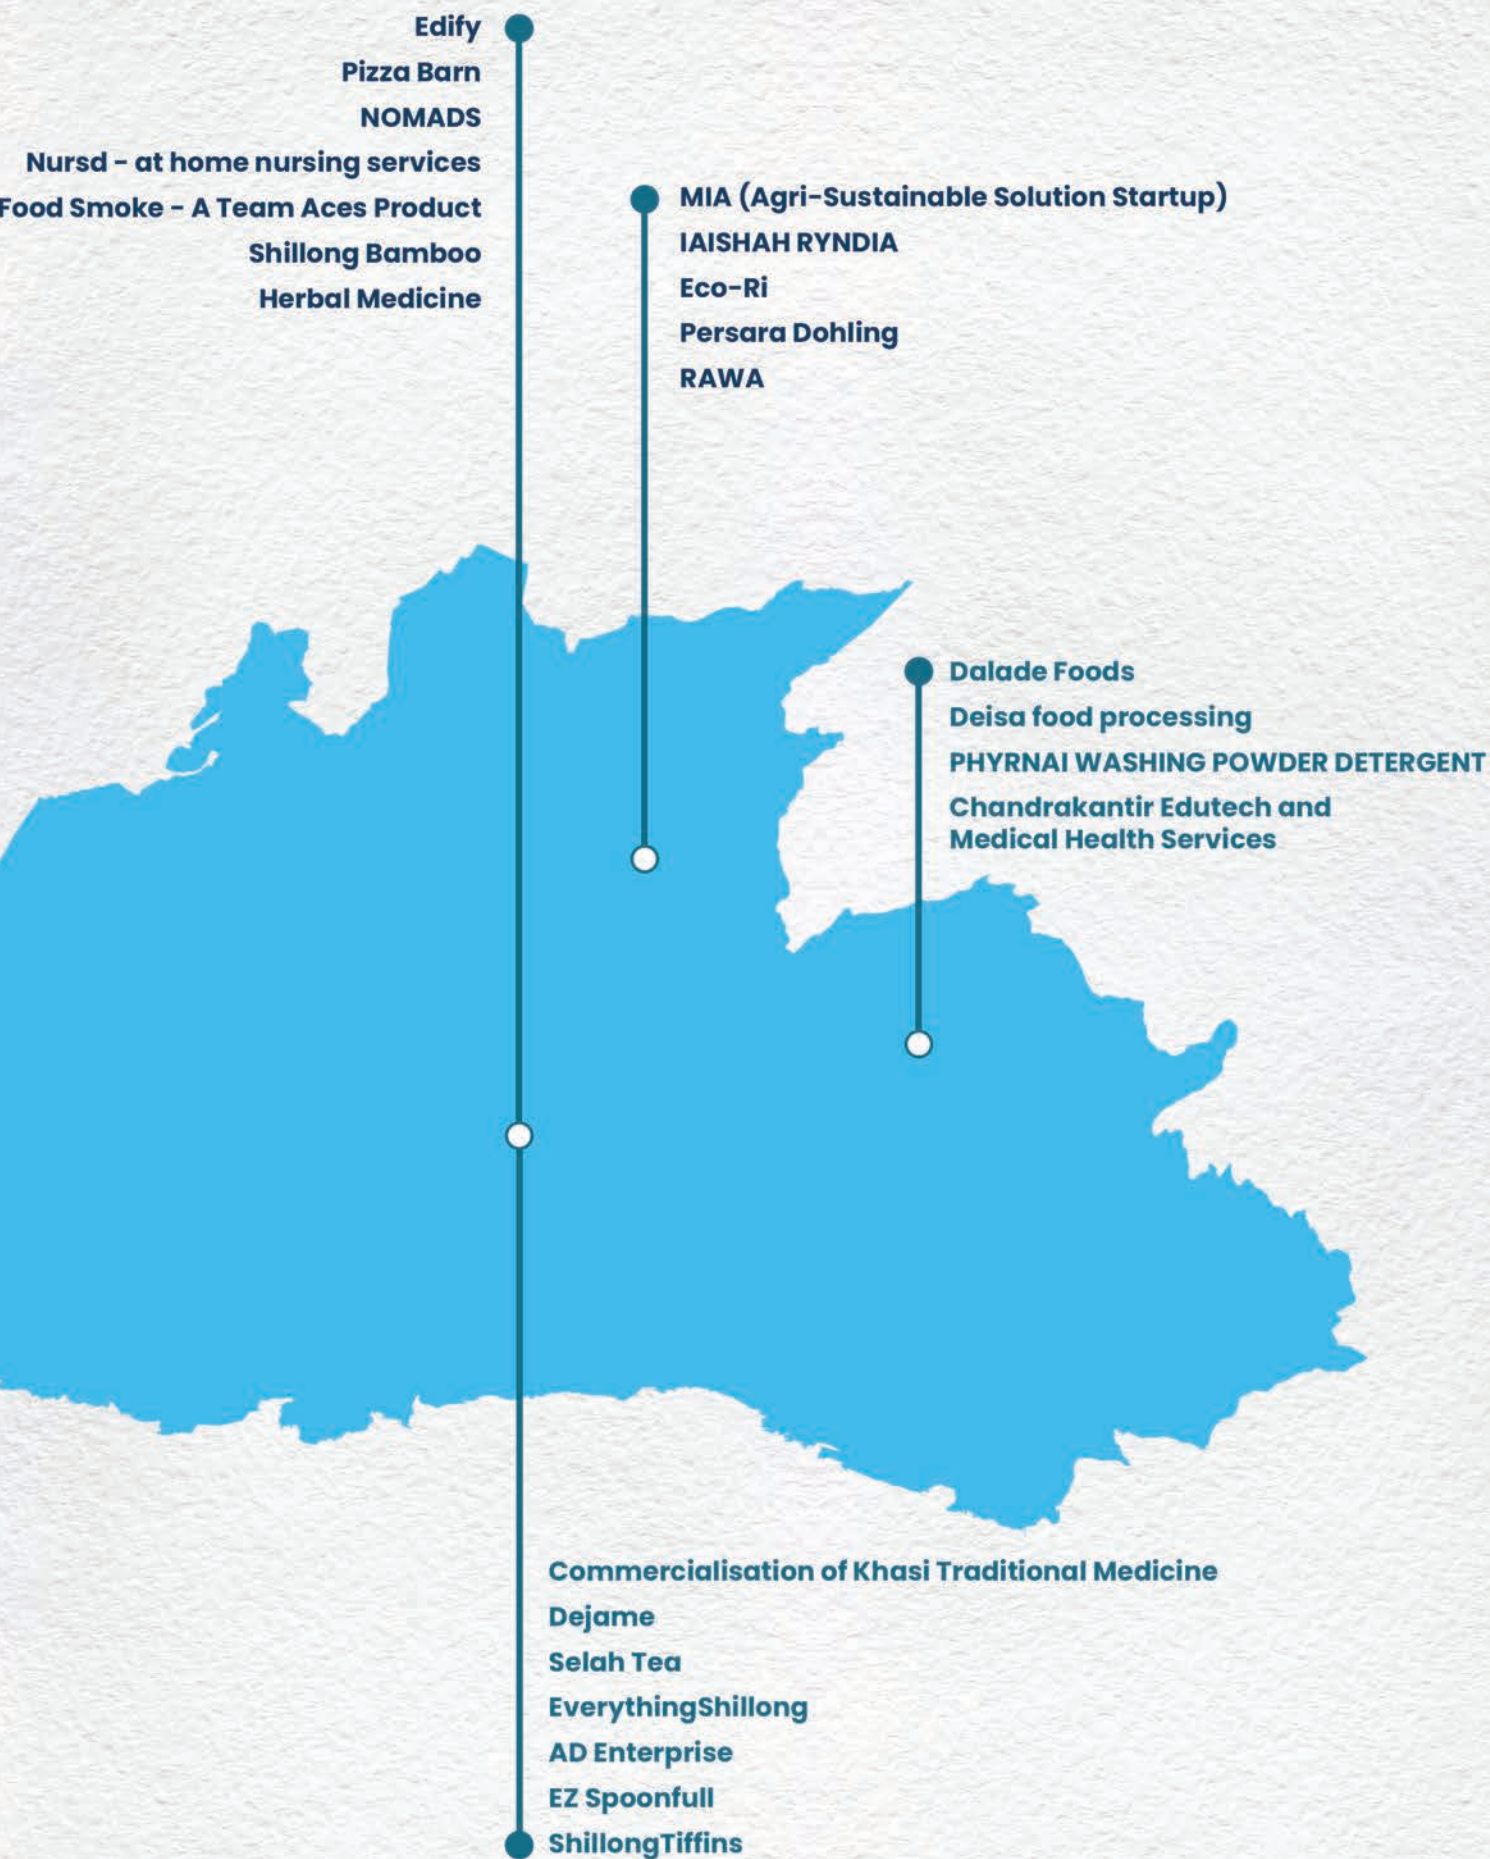 Edify
Pizza Barn
NOMADS
Nursd - at home nursing services
Food Smoke - A Team Aces Product
Shillong Bamboo
Herbal Medicine
MIA (Agri-Sustainable Solution Startup)
IAISHAH RYNDIA
Eco-Ri
Persara Dohling
RAWA
Dalade Foods
Deisa food processing
PHYRNAI WASHING POWDER DETERGENT
Chandrakantir Edutech and
Medical Health Services
Commercialisation of Khasi Traditional Medicine
Dejame
Selah Tea
EverythingShillong
AD Enterprise
EZ Spoonfull
ShillongTiffins